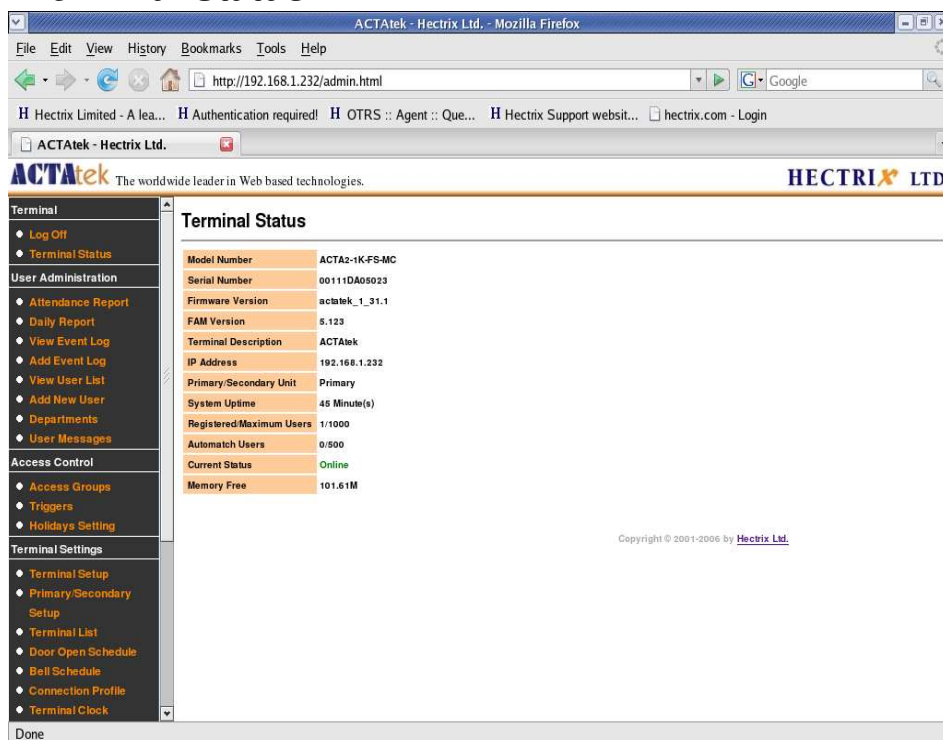 ACTAtek - Hectrix Ltd. - Mozilla Firefox
File Edit View History Bookmarks Tools Help
http://192.168.1.232/admin.html
G Google
H Hectrix Limited - A lea... H Authentication required! H OTRS :: Agent :: Que... H Hectrix Support websit... hectrix.com - Login
ACTAtek - Hectrix Ltd.
ACTAtek The worldwide leader in Web based technologies. HECTRIX LTD
Terminal
Log Off
Terminal Status
User Administration
Attendance Report
Daily Report
View Event Log
Add Event Log
View User List
Add New User
Departments
User Messages
Access Control
Access Groups
Triggers
Holidays Setting
Terminal Settings
Terminal Setup
Primary/Secondary
Setup
Terminal List
Door Open Schedule
Bell Schedule
Connection Profile
Terminal Clock
Terminal Status
Model Number ACTA2-1K-FS-MC
Serial Number 00111DA05023
Firmware Version actatek_1_31.1
FAM Version 5.123
Terminal Description ACTAtek
IP Address 192.168.1.232
Primary/Secondary Unit Primary
System Uptime 45 Minute(s)
Registered/Maximum Users 1/1000
Automatch Users 0/500
Current Status Online
Memory Free 101.61M
Copyright © 2001-2006 by Hectrix Ltd.
Done